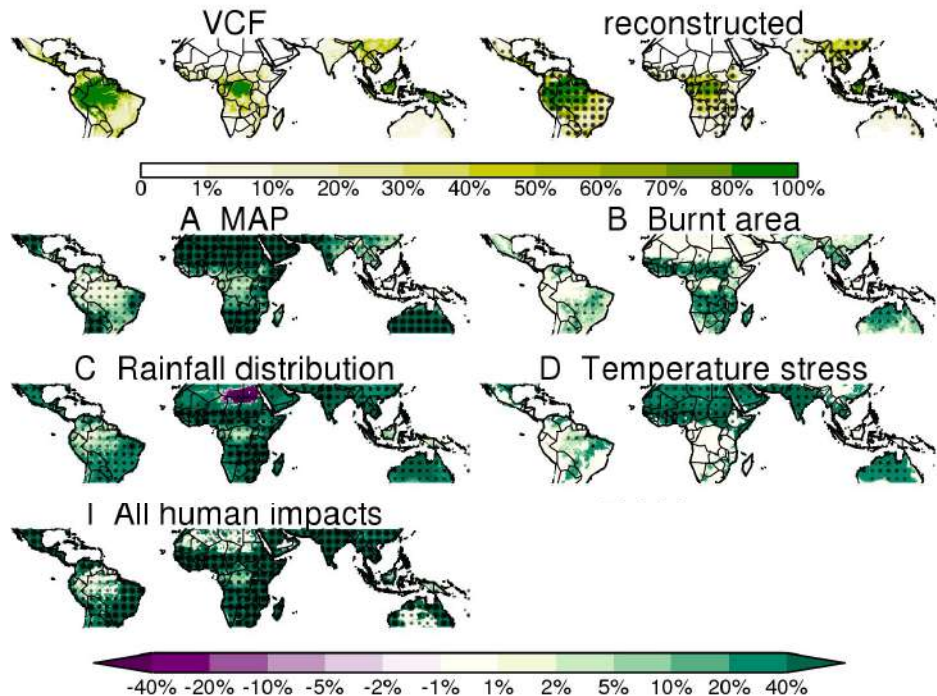 VCF reconstructed
0 1% 10% 20% 30% 40% 50% 60% 70% 80% 100%
A MAP B Burnt area
C Rainfall distribution D Temperature stress
I All human impacts
-40% -20% -10% -5% -2% -1% 1% 2% 5% 10% 20% 40%